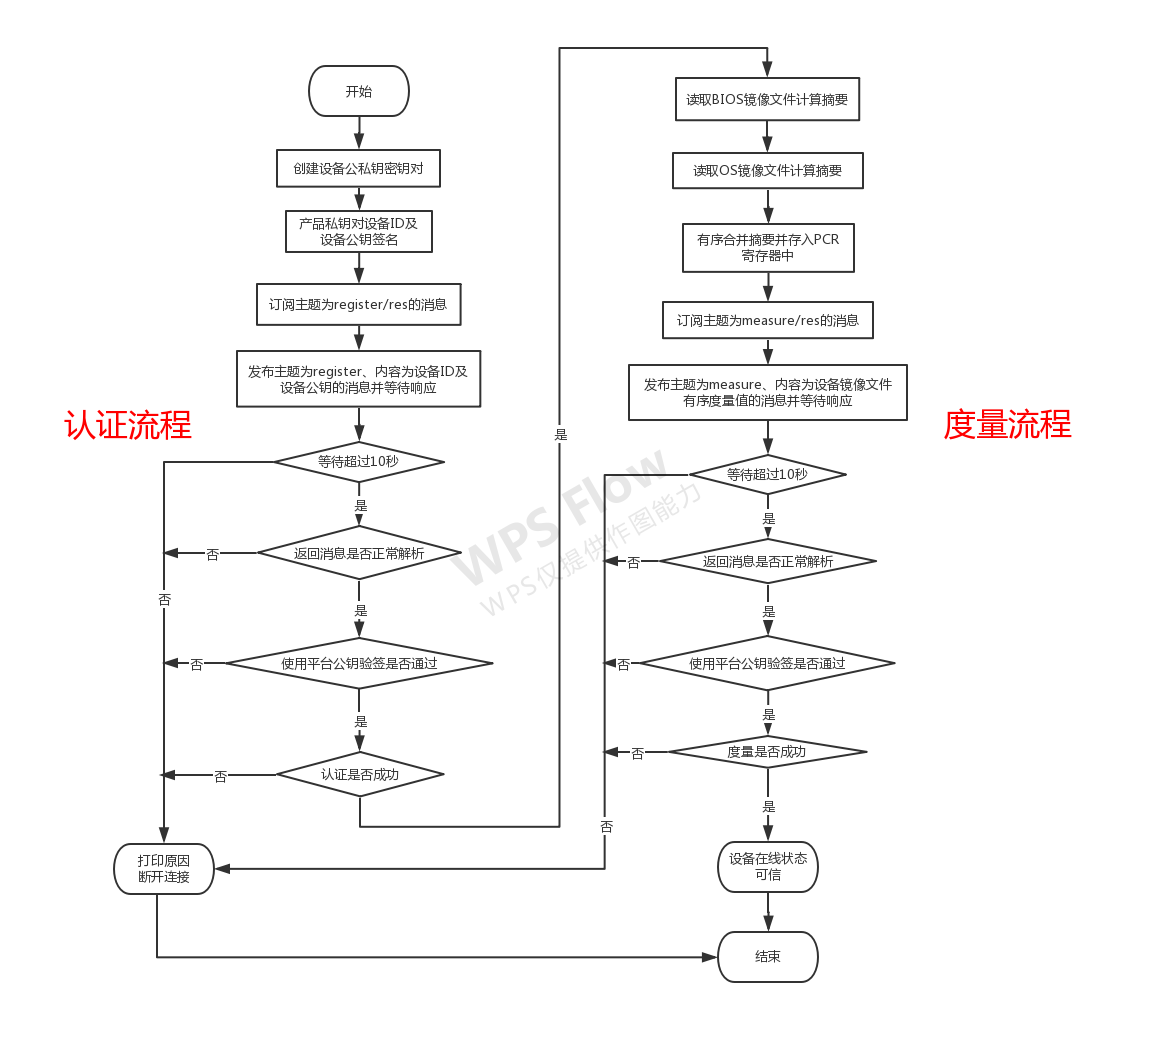 开始
创建设备公私钥密钥对
产品私钥对设备ID及
设备公钥签名
订阅主题为register/res的消息
发布主题为register、内容为设备ID及
设备公钥的消息并等待响应
认证流程
等待超过10秒
是
返回消息是否正常解析
否
否
是
使用平台公钥验签是否通过
否
是
认证是否成功
否
打印原因
断开连接
是
读取BIOS镜像文件计算摘要
读取OS镜像文件计算摘要
有序合并摘要并存入PCR
寄存器中
订阅主题为measure/res的消息
发布主题为measure、内容为设备镜像文件
有序度量值的消息并等待响应
度量流程
等待超过10秒
是
返回消息是否正常解析
否
是
使用平台公钥验签是否通过
否
是
度量是否成功
否
是
否
设备在线状态
可信
结束
WPS Flow
WPS仅提供作图能力